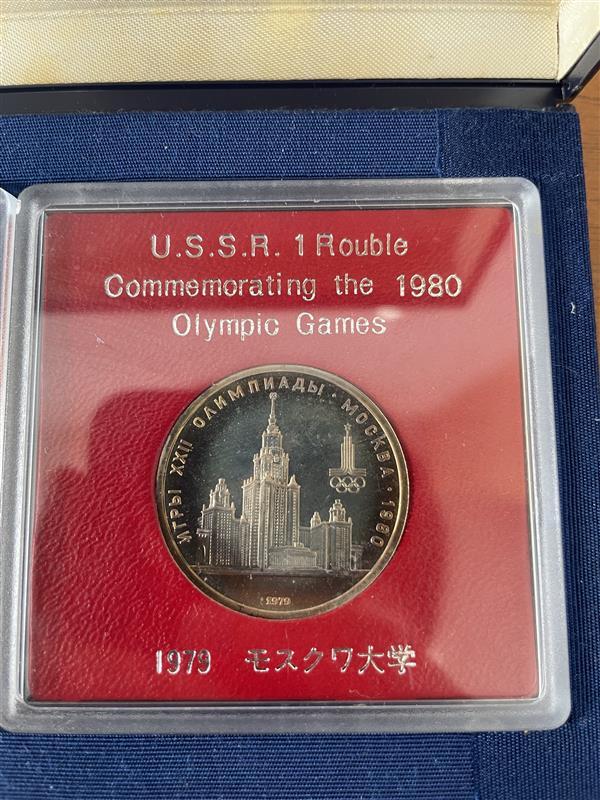 U.S.S.R. 1 Rouble
Commemorating the 1980
Olympic Games
ИГРЫ XXII ОЛИМПИАДЫ · МОСКВА · 1980
1979
1979 モスクワ大学